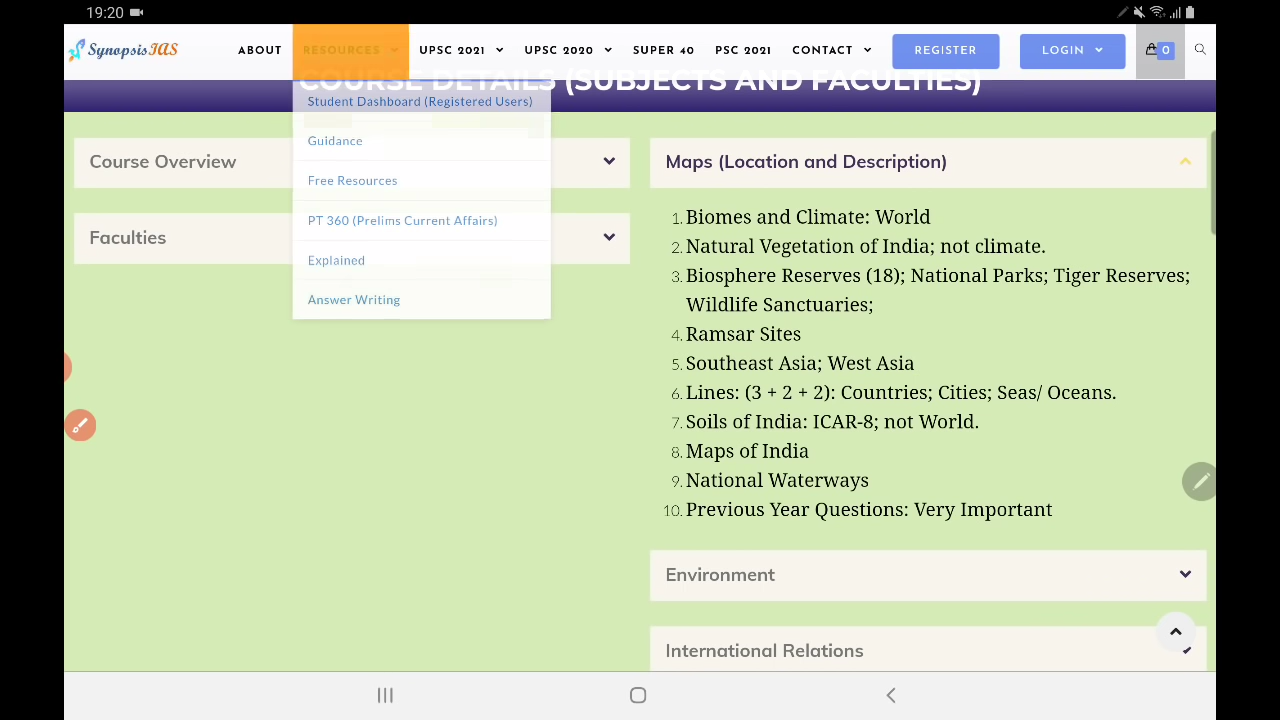 19:20
SynopsisIAS
ABOUT RESOURCES UPSC 2021 UPSC 2020 SUPER 40 PSC 2021 CONTACT REGISTER LOGIN 0
COURSE DETAILS (SUBJECTS AND FACULTIES)
Student Dashboard (Registered Users)
Guidance
Free Resources
PT 360 (Prelims Current Affairs)
Explained
Answer Writing
Course Overview
Faculties
Maps (Location and Description)
1. Biomes and Climate: World
2. Natural Vegetation of India; not climate.
3. Biosphere Reserves (18); National Parks; Tiger Reserves;
Wildlife Sanctuaries;
4. Ramsar Sites
5. Southeast Asia; West Asia
6. Lines: (3 + 2 + 2): Countries; Cities; Seas/ Oceans.
7. Soils of India: ICAR-8; not World.
8. Maps of India
9. National Waterways
10. Previous Year Questions: Very Important
Environment
International Relations